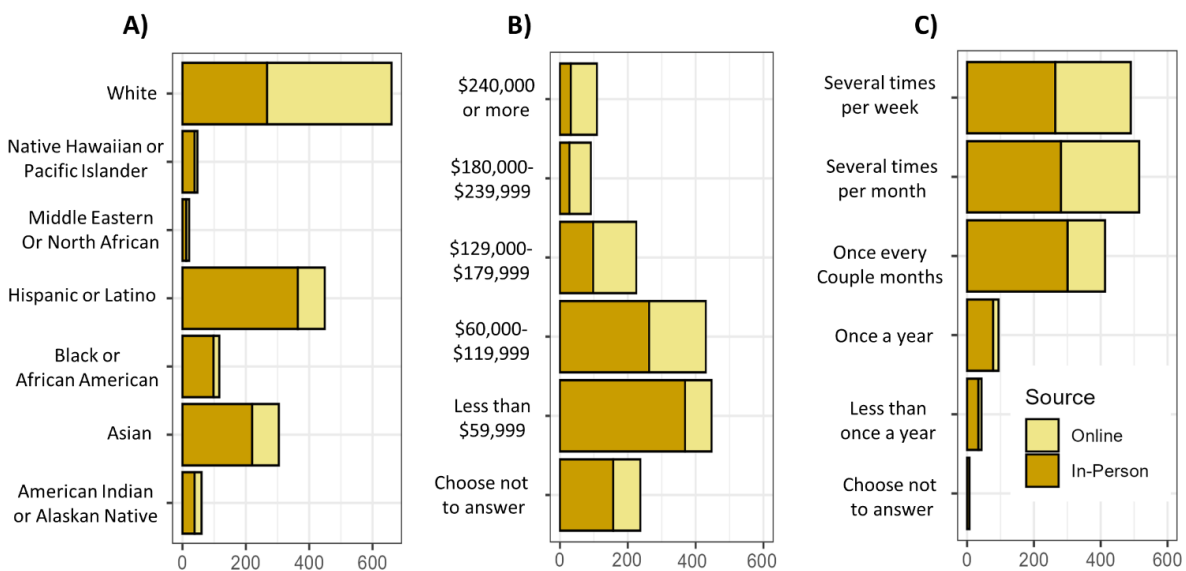 A)
White
Native Hawaiian or
Pacific Islander
Middle Eastern
Or North African
Hispanic or Latino
Black or
African American
Asian
American Indian
or Alaskan Native
0 200 400 600
B)
$240,000
or more
$180,000-
$239,999
$129,000-
$179,999
$60,000-
$119,999
Less than
$59,999
Choose not
to answer
0 200 400 600
C)
Several times
per week
Several times
per month
Once every
Couple months
Once a year
Less than
once a year
Choose not
to answer
0 200 400 600
Source
Online
In-Person